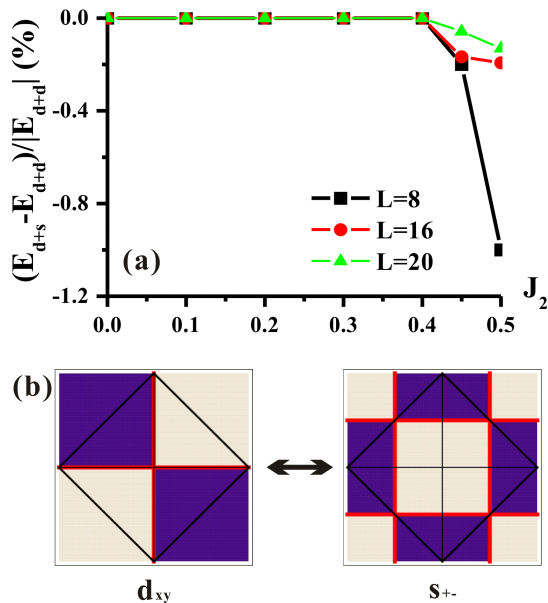 (E_{d+s}-E_{d+d})/|E_{d+d}| (%)
0.0
-0.4
-0.8
-1.2
L=8
L=16
L=20
(a)
0.0 0.1 0.2 0.3 0.4 0.5 J_2
(b)
d_{xy} s_{+-}